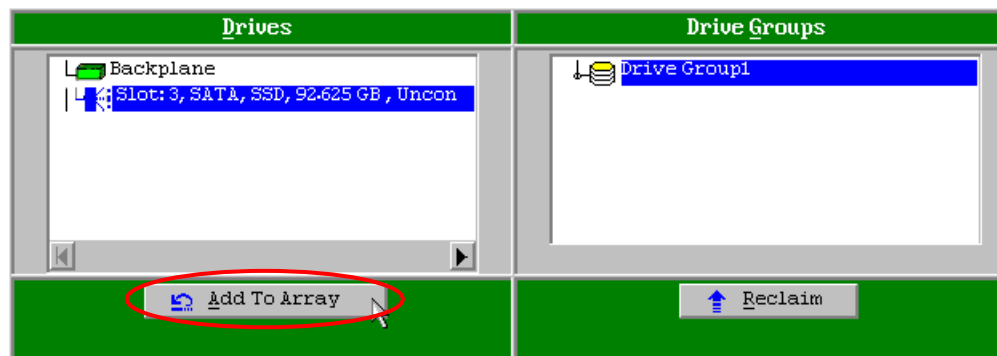 Drives
Drive Groups
Backplane
Slot: 3, SATA, SSD, 92.625 GB , Uncon
Drive Group1
Add To Array
Reclaim